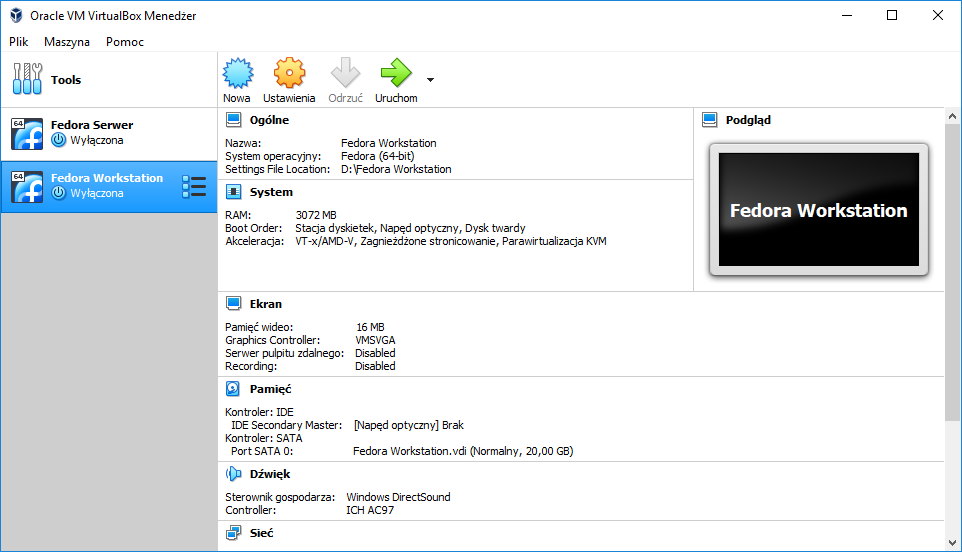 Oracle VM VirtualBox Menedżer
Plik Maszyna Pomoc
Tools
Nowa Ustawienia Odrzuć Uruchom
64 Fedora Serwer
Wyłączona
64 Fedora Workstation
Wyłączona
Ogólne
Nazwa: Fedora Workstation
System operacyjny: Fedora (64-bit)
Settings File Location: D:\Fedora Workstation
System
RAM: 3072 MB
Boot Order: Stacja dyskietek, Napęd optyczny, Dysk twardy
Akceleracja: VT-x/AMD-V, Zagnieżdżone stronicowanie, Parawirtualizacja KVM
Podgląd
Fedora Workstation
Ekran
Pamięć wideo: 16 MB
Graphics Controller: VMSVGA
Serwer pulpitu zdalnego: Disabled
Recording: Disabled
Pamięć
Kontroler: IDE
IDE Secondary Master: [Napęd optyczny] Brak
Kontroler: SATA
Port SATA 0: Fedora Workstation.vdi (Normalny, 20,00 GB)
Dźwięk
Sterownik gospodarza: Windows DirectSound
Controller: ICH AC97
Sieć